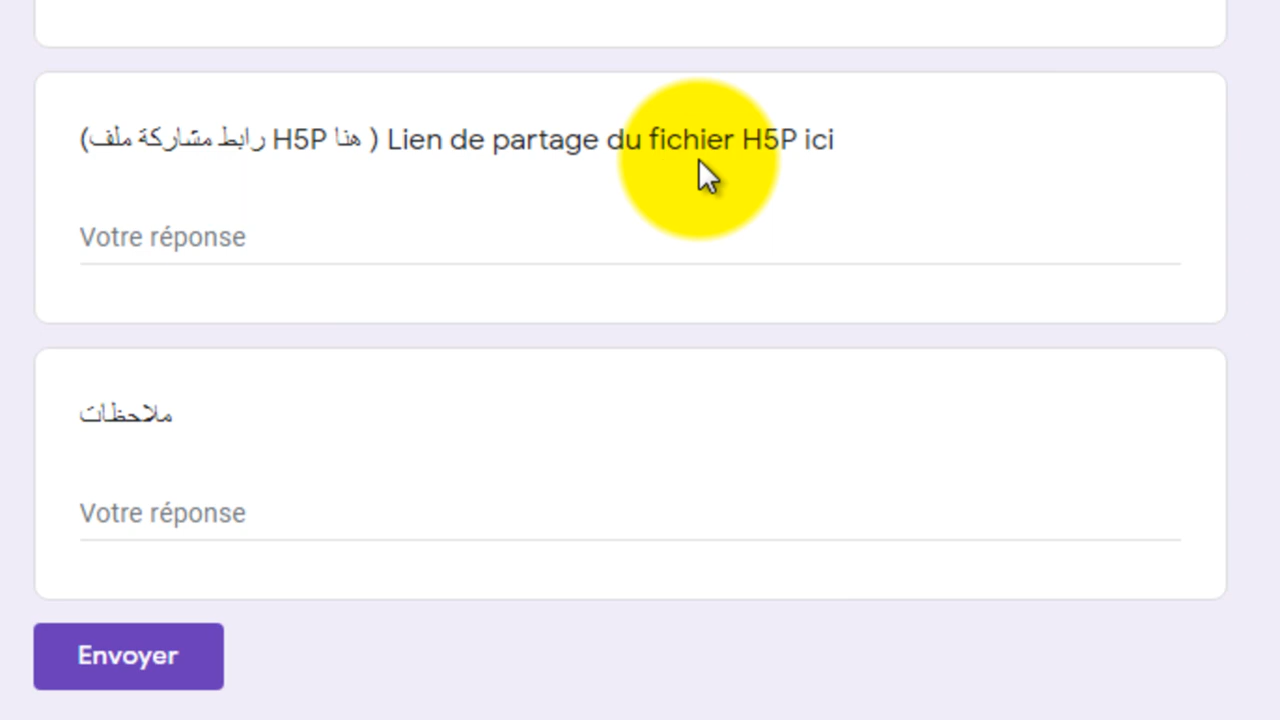 (رابط مشاركة ملف H5P هنا ) Lien de partage du fichier H5P ici
Votre réponse
ملاحظات
Votre réponse
Envoyer